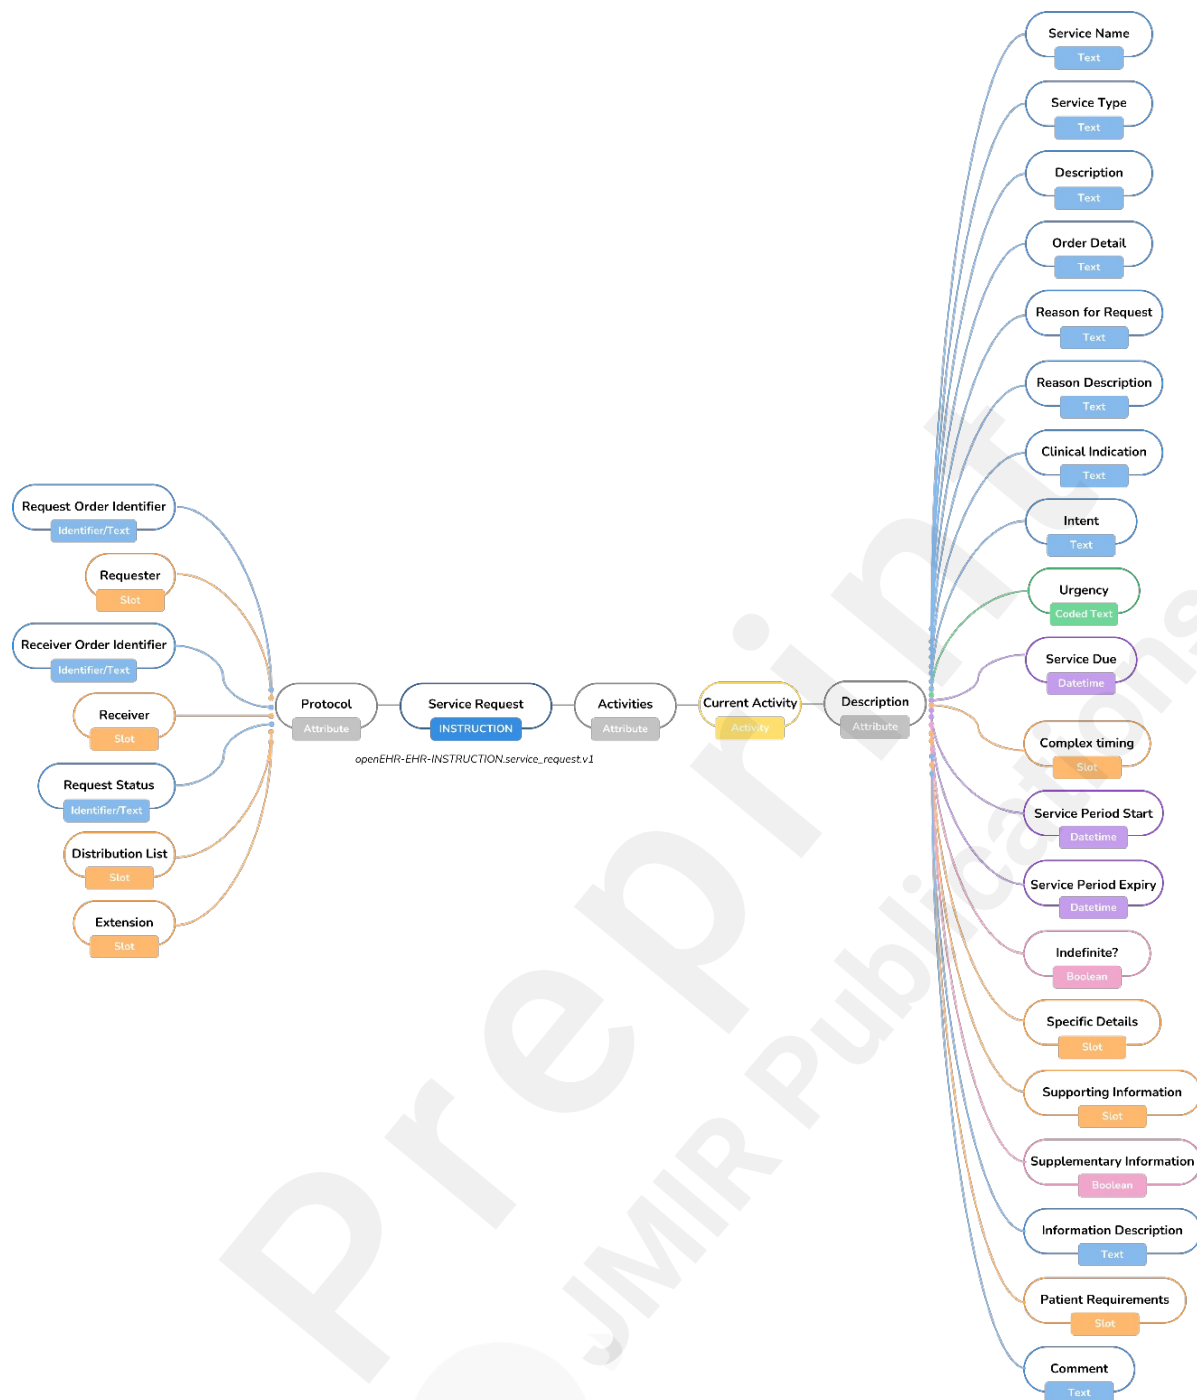 Service Name
Text
Service Type
Text
Description
Text
Order Detail
Text
Reason for Request
Text
Reason Description
Text
Clinical Indication
Text
Intent
Text
Urgency
Coded Text
Service Due
Datetime
Complex timing
Slot
Service Period Start
Datetime
Service Period Expiry
Datetime
Indefinite?
Boolean
Specific Details
Slot
Supporting Information
Slot
Supplementary Information
Boolean
Information Description
Text
Patient Requirements
Slot
Comment
Text
Request Order Identifier
Identifier/Text
Requester
Slot
Receiver Order Identifier
Identifier/Text
Receiver
Slot
Request Status
Identifier/Text
Distribution List
Slot
Extension
Slot
Protocol
Attribute
Service Request
INSTRUCTION
openEHR-EHR-INSTRUCTION.service_request.v1
Activities
Attribute
Current Activity
Activity
Description
Attribute
Preprint
JMIR Publications